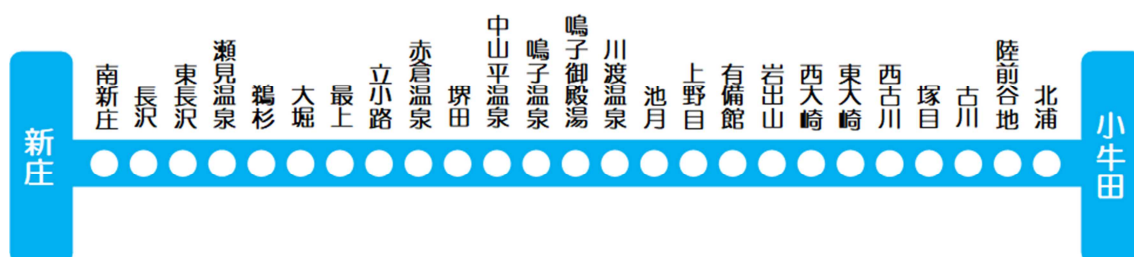 新庄
南新庄
長沢
東長沢
瀬見温泉
鵜杉
大堀
最上
立小路
赤倉温泉
堺田
中山平温泉
鳴子温泉
鳴子御殿湯
川渡温泉
池月
上野目
有備館
岩出山
西大崎
東大崎
西古川
塚目
古川
陸前谷地
北浦
小牛田